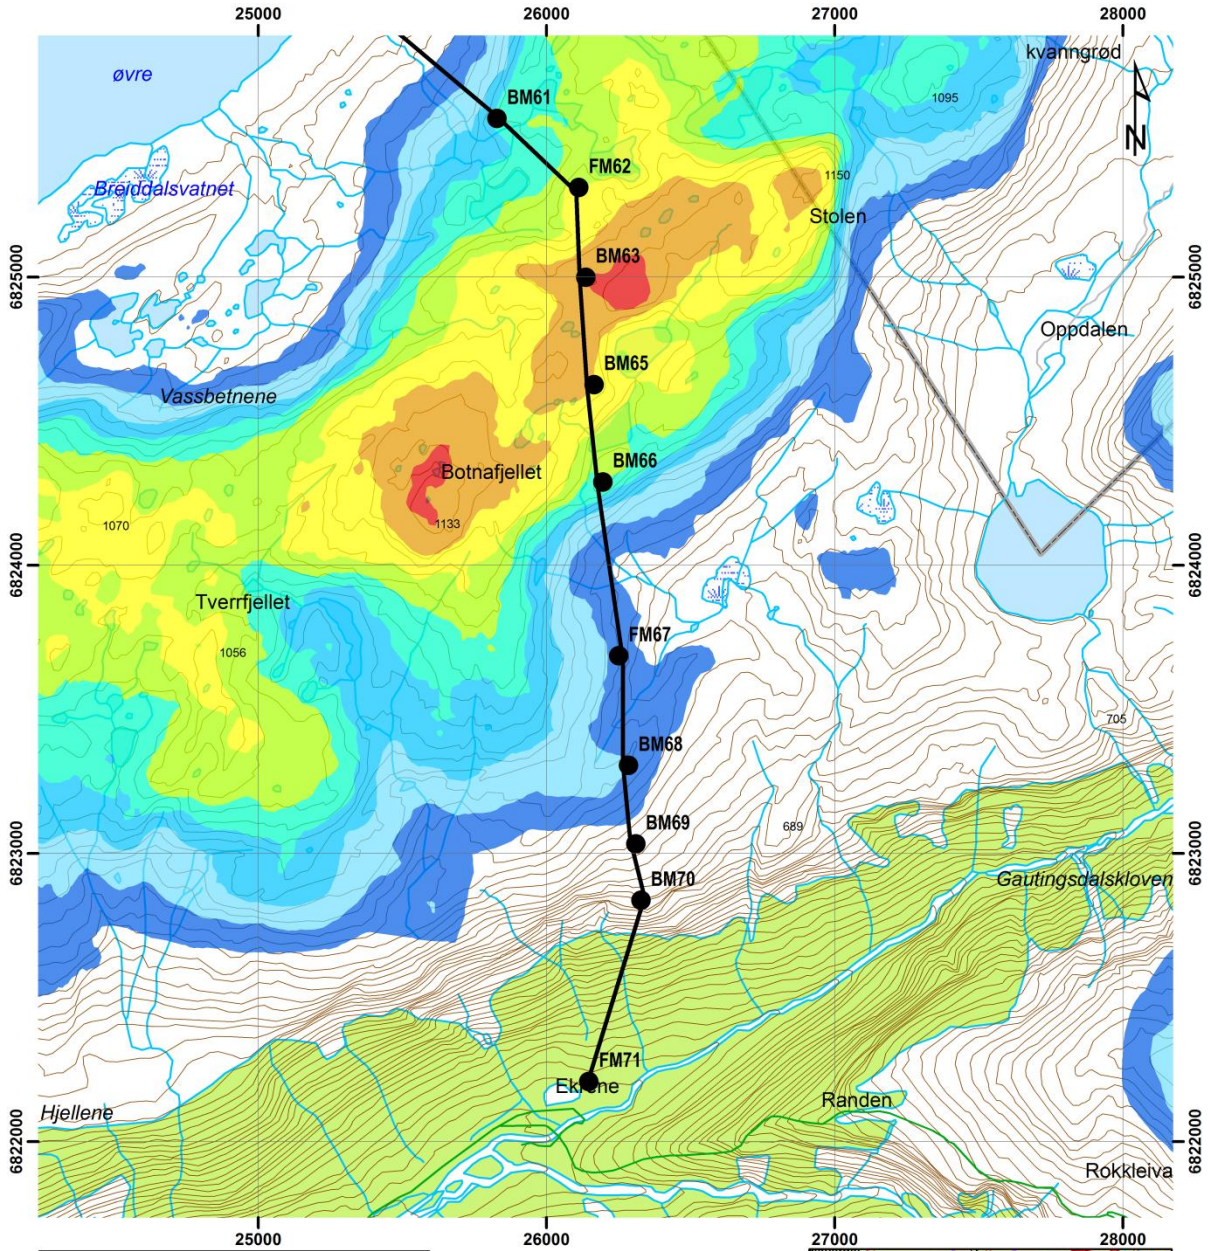 25000 26000 27000 28000
kvanngrød
øvre
BM61
1095
N
FM62
1150
Breiddalsvatnet
Stolen
6825000
BM63
6825000
Oppdalen
BM65
Vassbetnene
BM66
Botnafjellet
1070
1133
6824000
6824000
Tverrfjellet
FM67
1056
705
BM68
689
BM69
6823000
6823000
BM70
Gautingsdalskloven
FM71
Ekrene
Hjellene
Randen
6822000
6822000
Rokkleiva
25000 26000 27000 28000